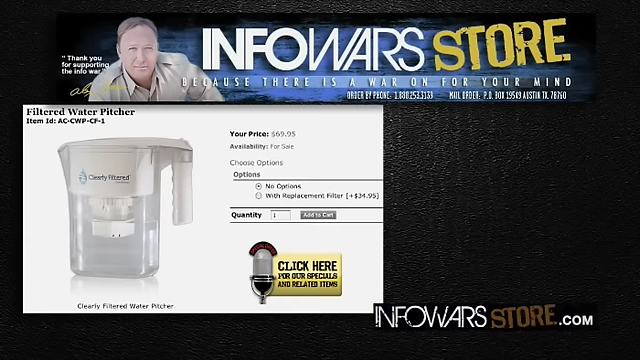 INFOWARS STORE
" Thank you
for supporting
the info war"
BECAUSE THERE IS A WAR ON FOR YOUR MIND
ORDER BY PHONE: 1.888.253.3139 MAIL ORDER: P.O. BOX 19549 AUSTIN TX. 78760
Filtered Water Pitcher
Item Id: AC-CWP-CF-1
Your Price: $69.95
Availability: For Sale
Choose Options
Options
No Options
With Replacement Filter [+$34.95]
Quantity 1 Add to Cart
Clearly Filtered
CLICK HERE
FOR OUR SPECIALS
AND RELATED ITEMS
Clearly Filtered Water Pitcher
INFOWARS STORE.COM